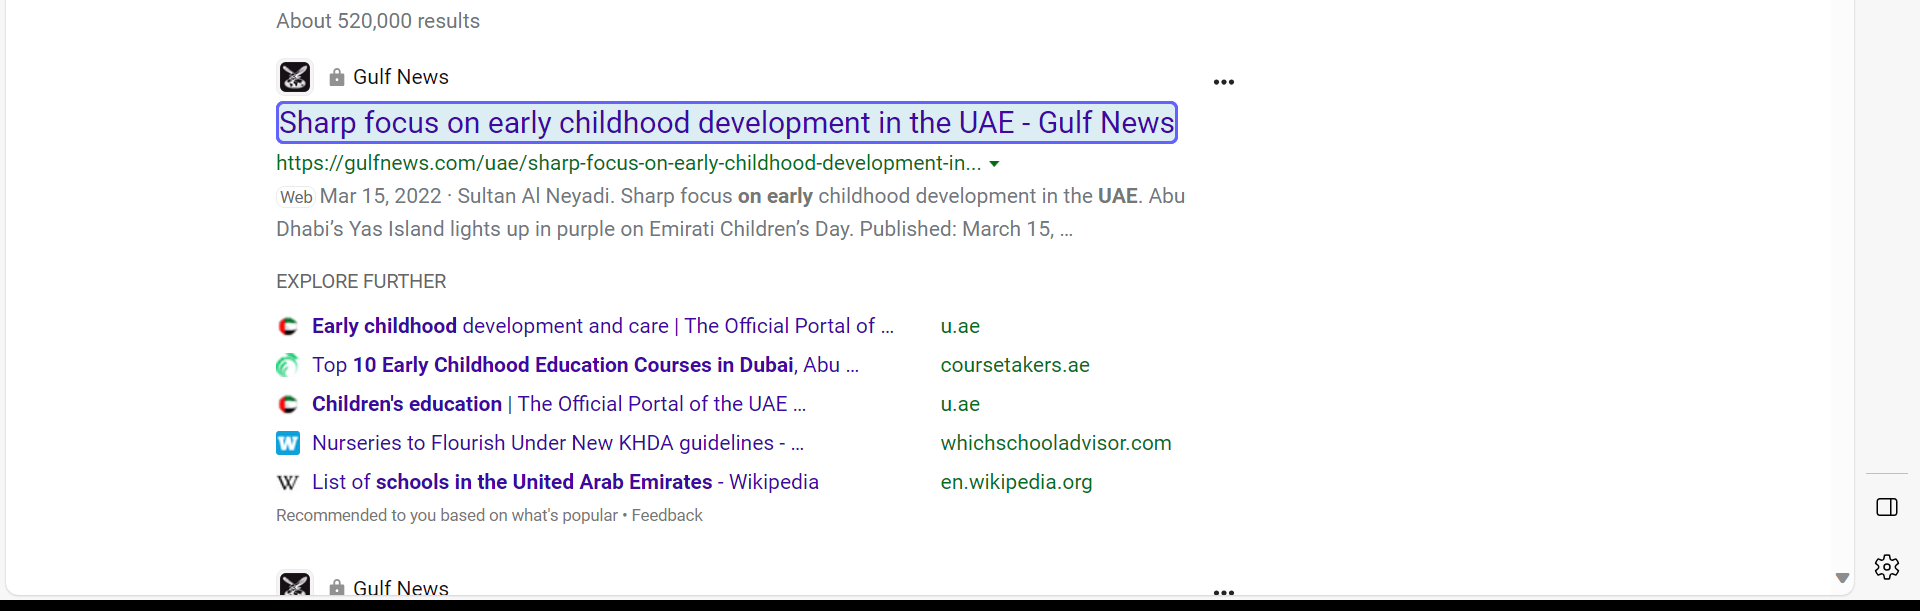 About 520,000 results
Gulf News
Sharp focus on early childhood development in the UAE - Gulf News
https://gulfnews.com/uae/sharp-focus-on-early-childhood-development-in...
Web Mar 15, 2022 · Sultan Al Neyadi. Sharp focus on early childhood development in the UAE. Abu
Dhabi’s Yas Island lights up in purple on Emirati Children’s Day. Published: March 15, ...
EXPLORE FURTHER
Early childhood development and care | The Official Portal of ... u.ae
Top 10 Early Childhood Education Courses in Dubai, Abu ... coursetakers.ae
Children's education | The Official Portal of the UAE ... u.ae
W Nurseries to Flourish Under New KHDA guidelines - ... whichschooladvisor.com
W List of schools in the United Arab Emirates - Wikipedia en.wikipedia.org
Recommended to you based on what's popular • Feedback
Gulf News